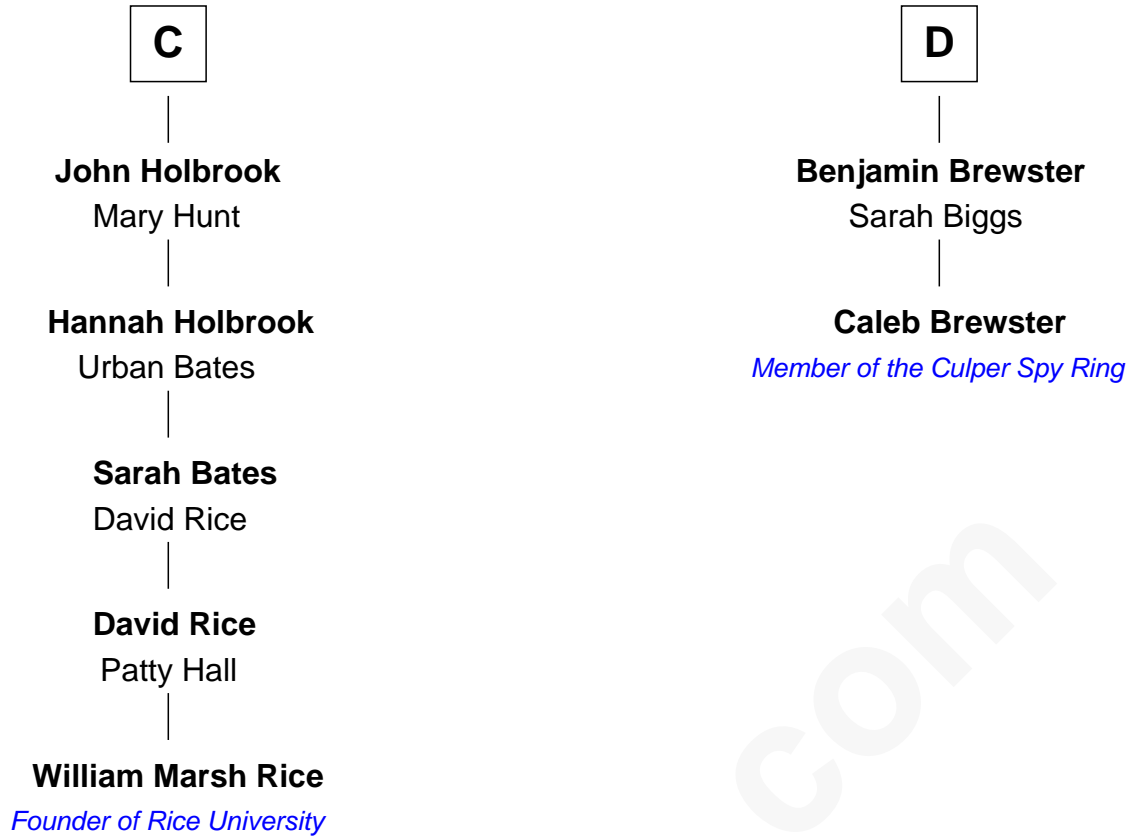 C
John Holbrook
Mary Hunt
Hannah Holbrook
Urban Bates
Sarah Bates
David Rice
David Rice
Patty Hall
William Marsh Rice
Founder of Rice University
D
Benjamin Brewster
Sarah Biggs
Caleb Brewster
Member of the Culper Spy Ring
com